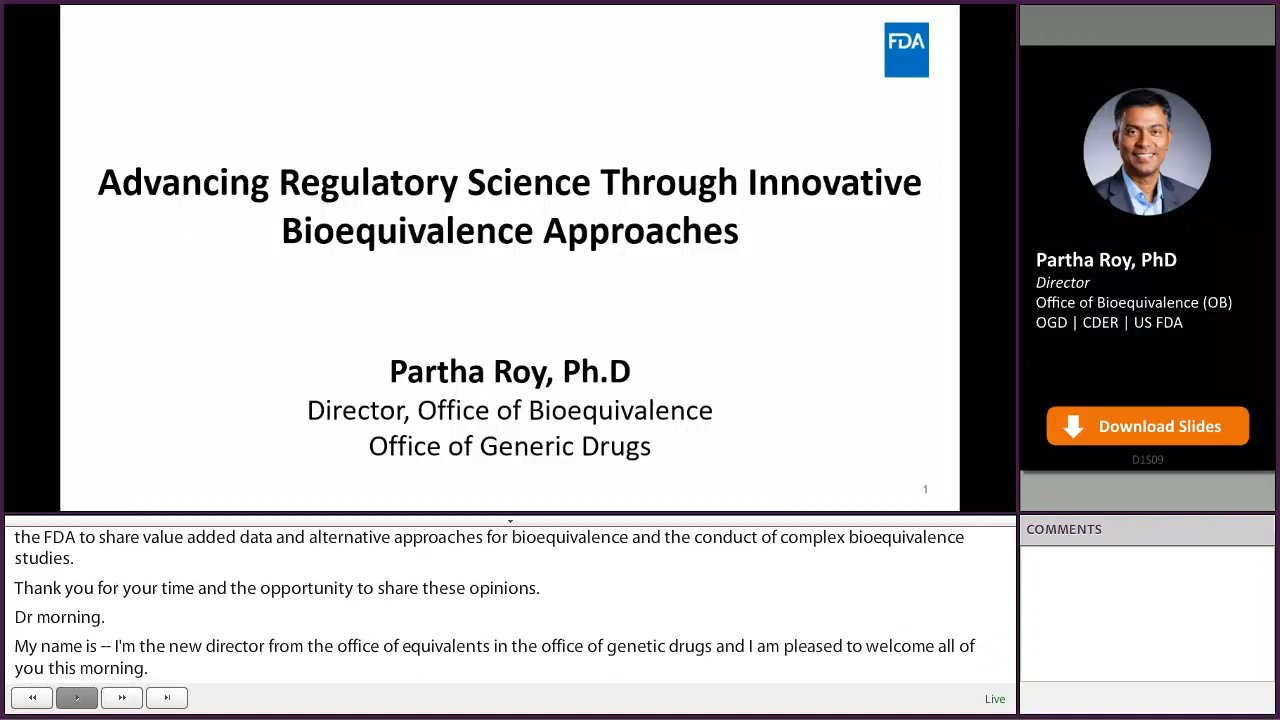 FDA
Advancing Regulatory Science Through Innovative
Bioequivalence Approaches
Partha Roy, Ph.D
Director, Office of Bioequivalence
Office of Generic Drugs
1
Partha Roy, PhD
Director
Office of Bioequivalence (OB)
OGD | CDER | US FDA
Download Slides
D1S09
the FDA to share value added data and alternative approaches for bioequivalence and the conduct of complex bioequivalence
studies.
Thank you for your time and the opportunity to share these opinions.
Dr morning.
My name is -- I'm the new director from the office of equivalents in the office of genetic drugs and I am pleased to welcome all of
you this morning.
Live
COMMENTS